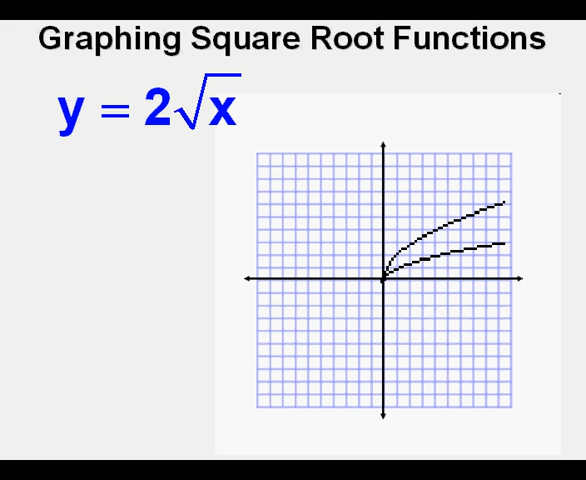 Graphing Square Root Functions
y = 2√x